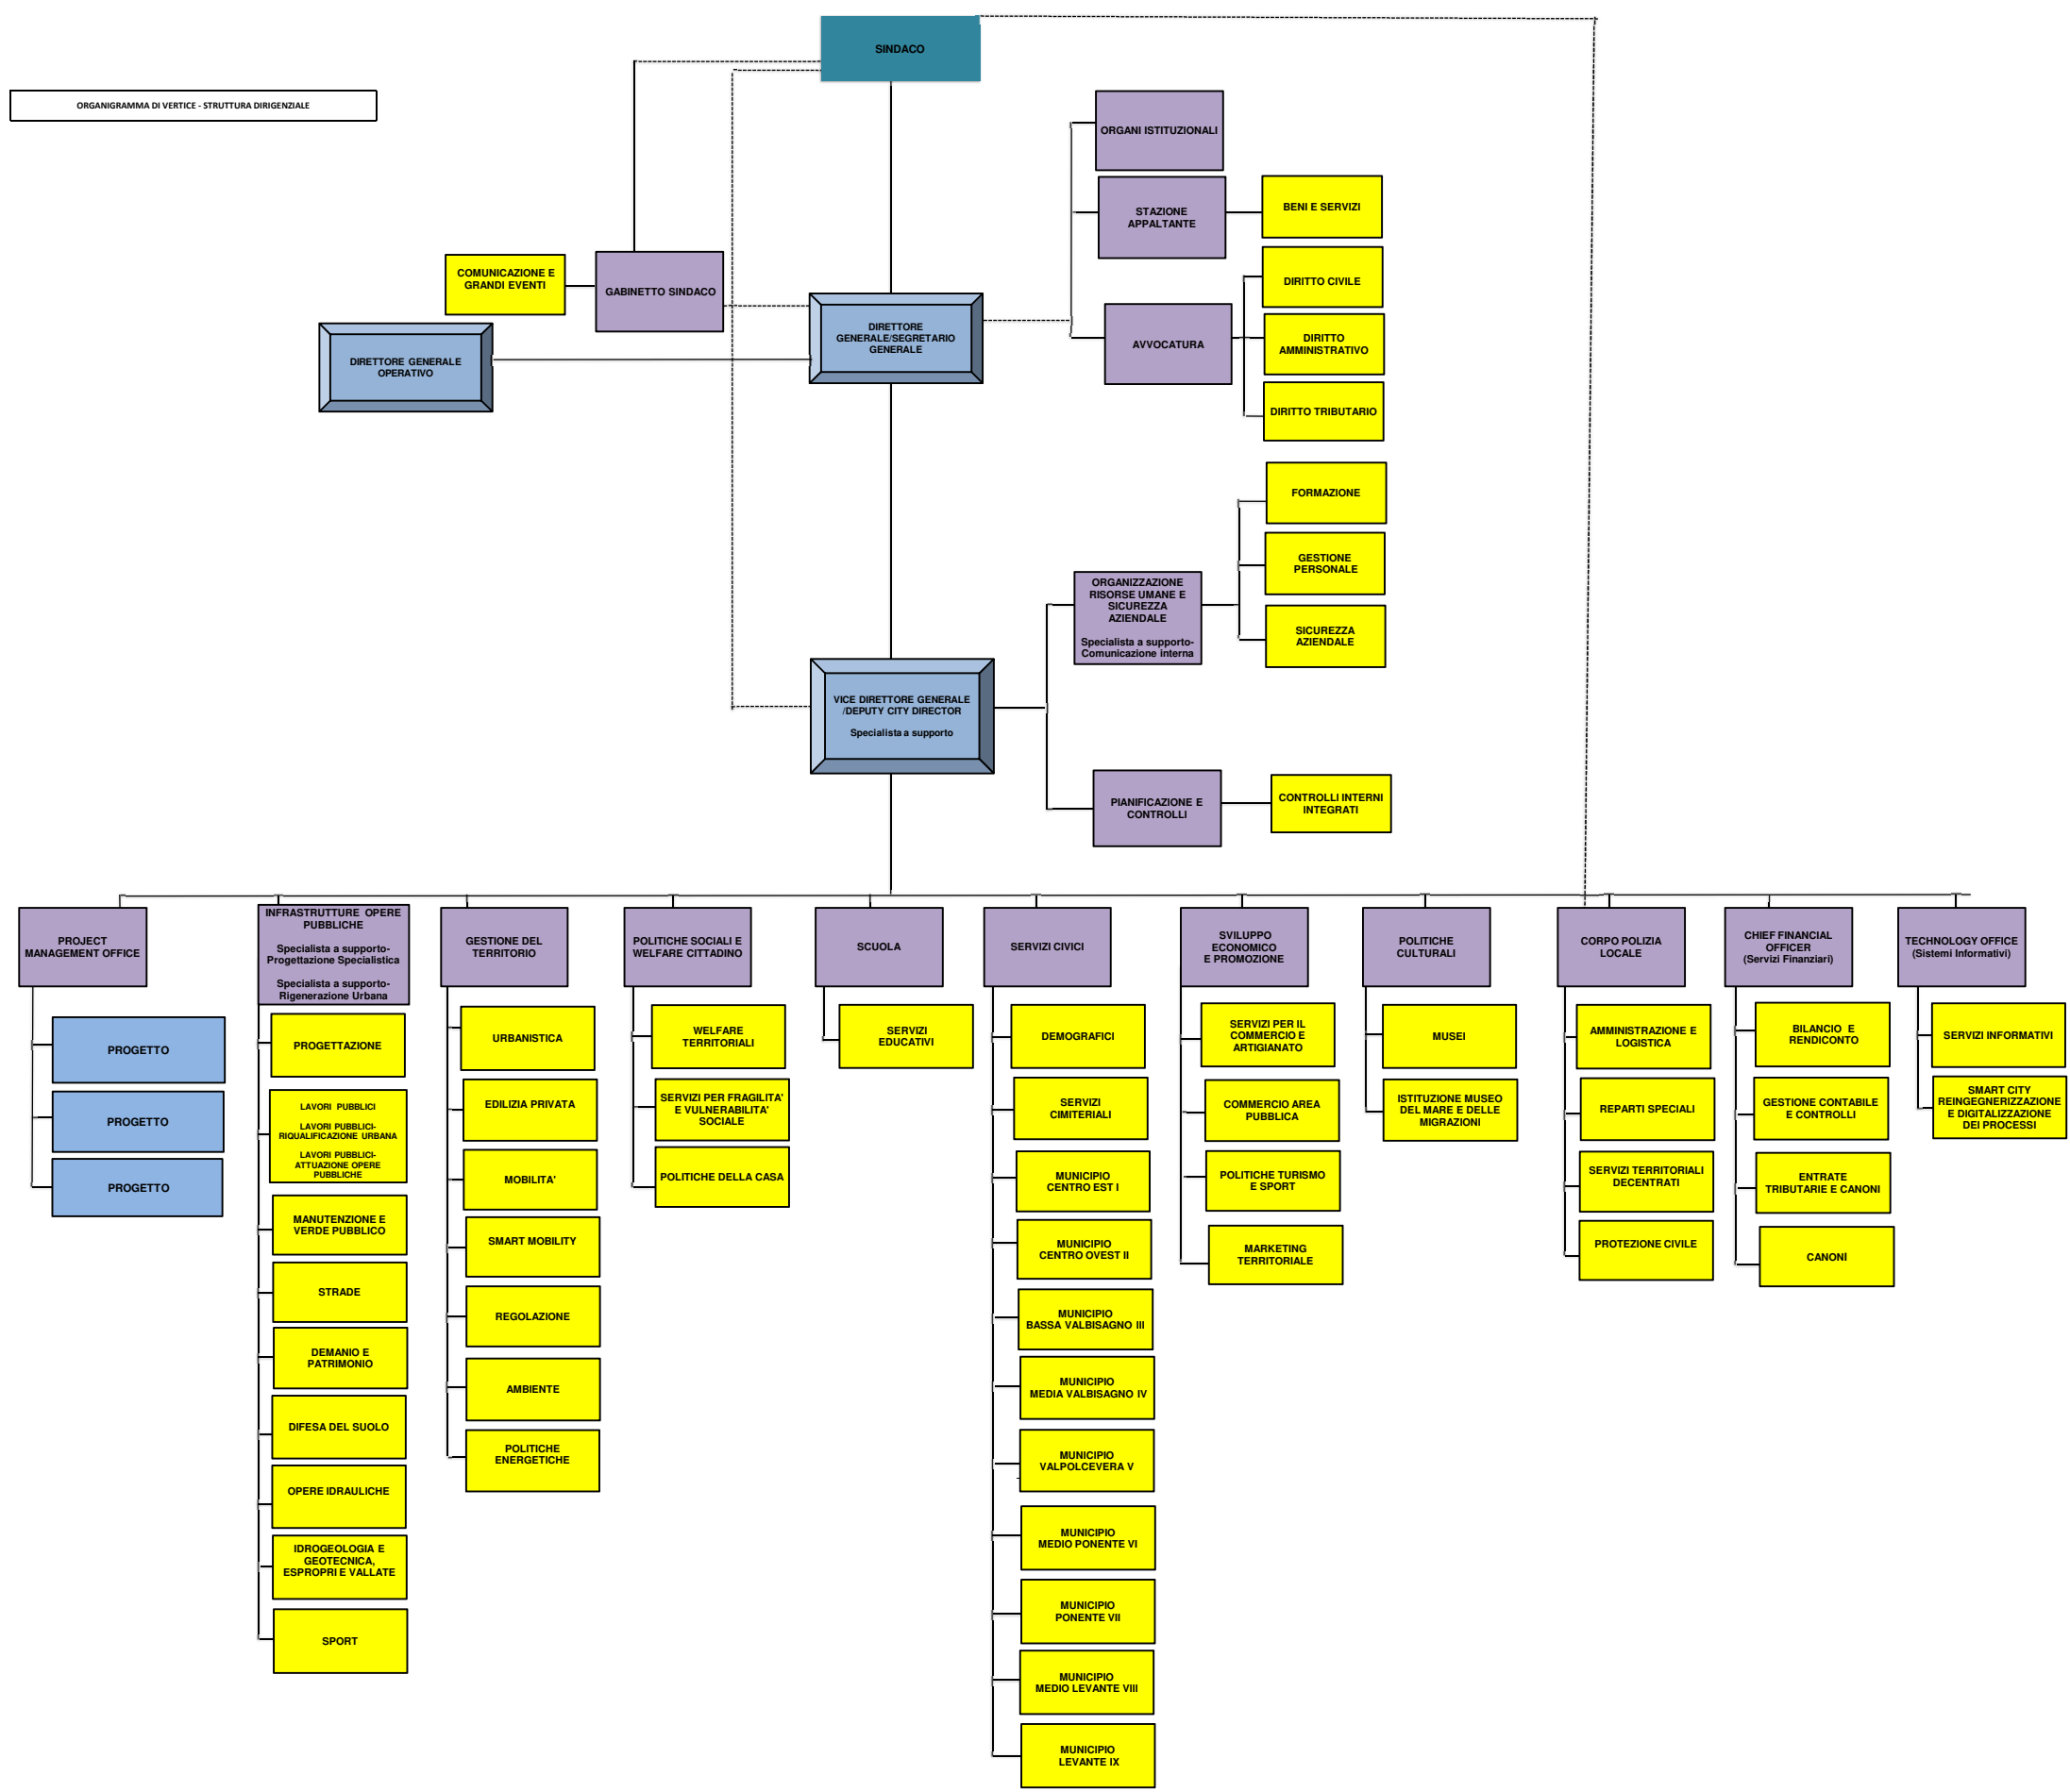 SINDACO
ORGANIGRAMMA DI VERTICE - STRUTTURA DIRIGENZIALE
ORGANI ISTITUZIONALI
STAZIONE
APPALTANTE
BENI E SERVIZI
COMUNICAZIONE E
GRANDI EVENTI
GABINETTO SINDACO
DIRITTO CIVILE
DIRETTORE
GENERALE/SEGRETARIO
GENERALE
AVVOCATURA
DIRITTO
AMMINISTRATIVO
DIRETTORE GENERALE
OPERATIVO
DIRITTO TRIBUTARIO
FORMAZIONE
GESTIONE
PERSONALE
ORGANIZZAZIONE
RISORSE UMANE E
SICUREZZA
AZIENDALE
Specialista a supporto-
Comunicazione interna
SICUREZZA
AZIENDALE
VICE DIRETTORE GENERALE
/DEPUTY CITY DIRECTOR
Specialista a supporto
PIANIFICAZIONE E
CONTROLLI
CONTROLLI INTERNI
INTEGRATI
PROJECT
MANAGEMENT OFFICE
PROGETTO
PROGETTO
PROGETTO
INFRASTRUTTURE OPERE
PUBBLICHE
Specialista a supporto-
Progettazione Specialistica
Specialista a supporto-
Rigenerazione Urbana
PROGETTAZIONE
LAVORI PUBBLICI
LAVORI PUBBLICI-
RIQUALIFICAZIONE URBANA
LAVORI PUBBLICI-
ATTUAZIONE OPERE
PUBBLICHE
MANUTENZIONE E
VERDE PUBBLICO
STRADE
DEMANIO E
PATRIMONIO
DIFESA DEL SUOLO
OPERE IDRAULICHE
IDROGEOLOGIA E
GEOTECNICA,
ESPROPRI E VALLATE
SPORT
GESTIONE DEL
TERRITORIO
URBANISTICA
EDILIZIA PRIVATA
MOBILITA'
SMART MOBILITY
REGOLAZIONE
AMBIENTE
POLITICHE
ENERGETICHE
POLITICHE SOCIALI E
WELFARE CITTADINO
WELFARE
TERRITORIALI
SERVIZI PER FRAGILITA'
E VULNERABILITA'
SOCIALE
POLITICHE DELLA CASA
SCUOLA
SERVIZI
EDUCATIVI
SERVIZI CIVICI
DEMOGRAFICI
SERVIZI
CIMITERIALI
MUNICIPIO
CENTRO EST I
MUNICIPIO
CENTRO OVEST II
MUNICIPIO
BASSA VALBISAGNO III
MUNICIPIO
MEDIA VALBISAGNO IV
MUNICIPIO
VALPOLCEVERA V
MUNICIPIO
MEDIO PONENTE VI
MUNICIPIO
PONENTE VII
MUNICIPIO
MEDIO LEVANTE VIII
MUNICIPIO
LEVANTE IX
SVILUPPO
ECONOMICO
E PROMOZIONE
SERVIZI PER IL
COMMERCIO E
ARTIGIANATO
COMMERCIO AREA
PUBBLICA
POLITICHE TURISMO
E SPORT
MARKETING
TERRITORIALE
POLITICHE
CULTURALI
MUSEI
ISTITUZIONE MUSEO
DEL MARE E DELLE
MIGRAZIONI
CORPO POLIZIA
LOCALE
AMMINISTRAZIONE E
LOGISTICA
REPARTI SPECIALI
SERVIZI TERRITORIALI
DECENTRATI
PROTEZIONE CIVILE
CHIEF FINANCIAL
OFFICER
(Servizi Finanziari)
BILANCIO E
RENDICONTO
GESTIONE CONTABILE
E CONTROLLI
ENTRATE
TRIBUTARIE E CANONI
CANONI
TECHNOLOGY OFFICE
(Sistemi Informativi)
SERVIZI INFORMATIVI
SMART CITY
REINGEGNERIZZAZIONE
E DIGITALIZZAZIONE
DEI PROCESSI